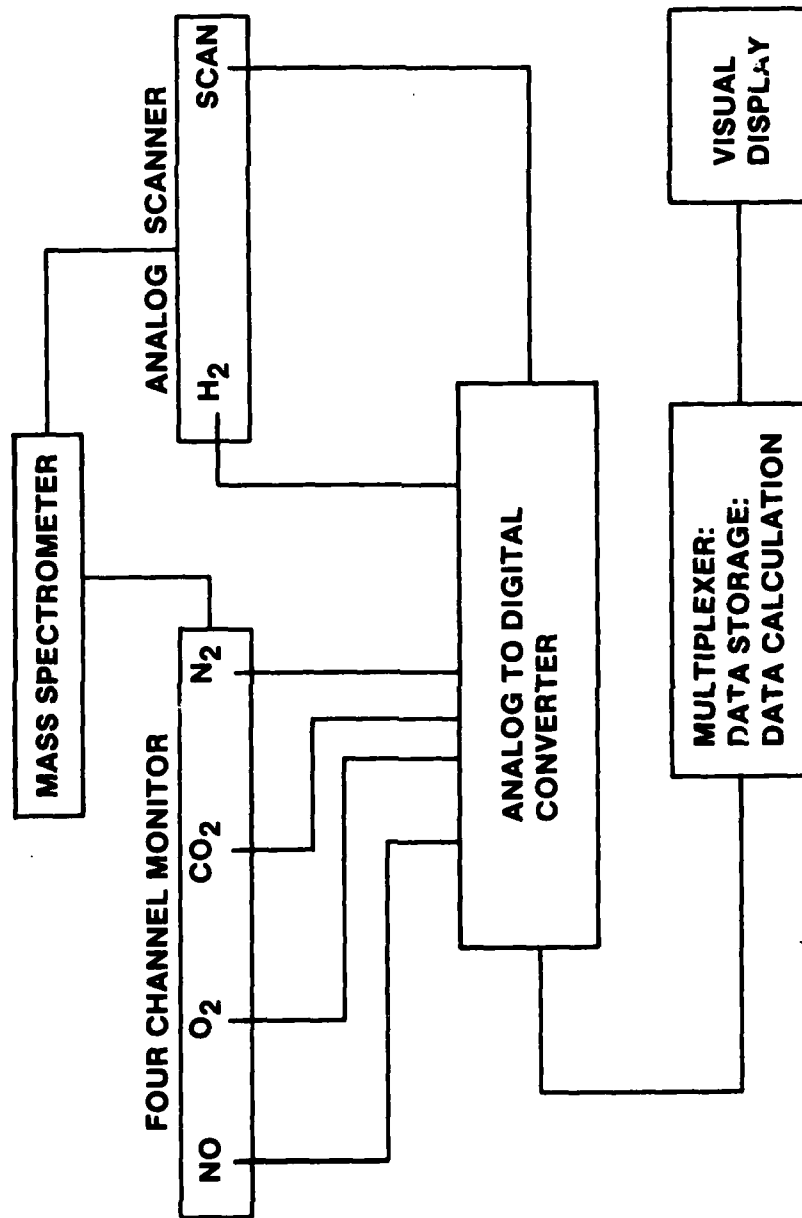 MASS SPECTROMETER
FOUR CHANNEL MONITOR
NO O2 CO2 N2
ANALOG SCANNER
H2 SCAN
ANALOG TO DIGITAL
CONVERTER
MULTIPLEXER:
DATA STORAGE:
DATA CALCULATION
VISUAL
DISPLAY